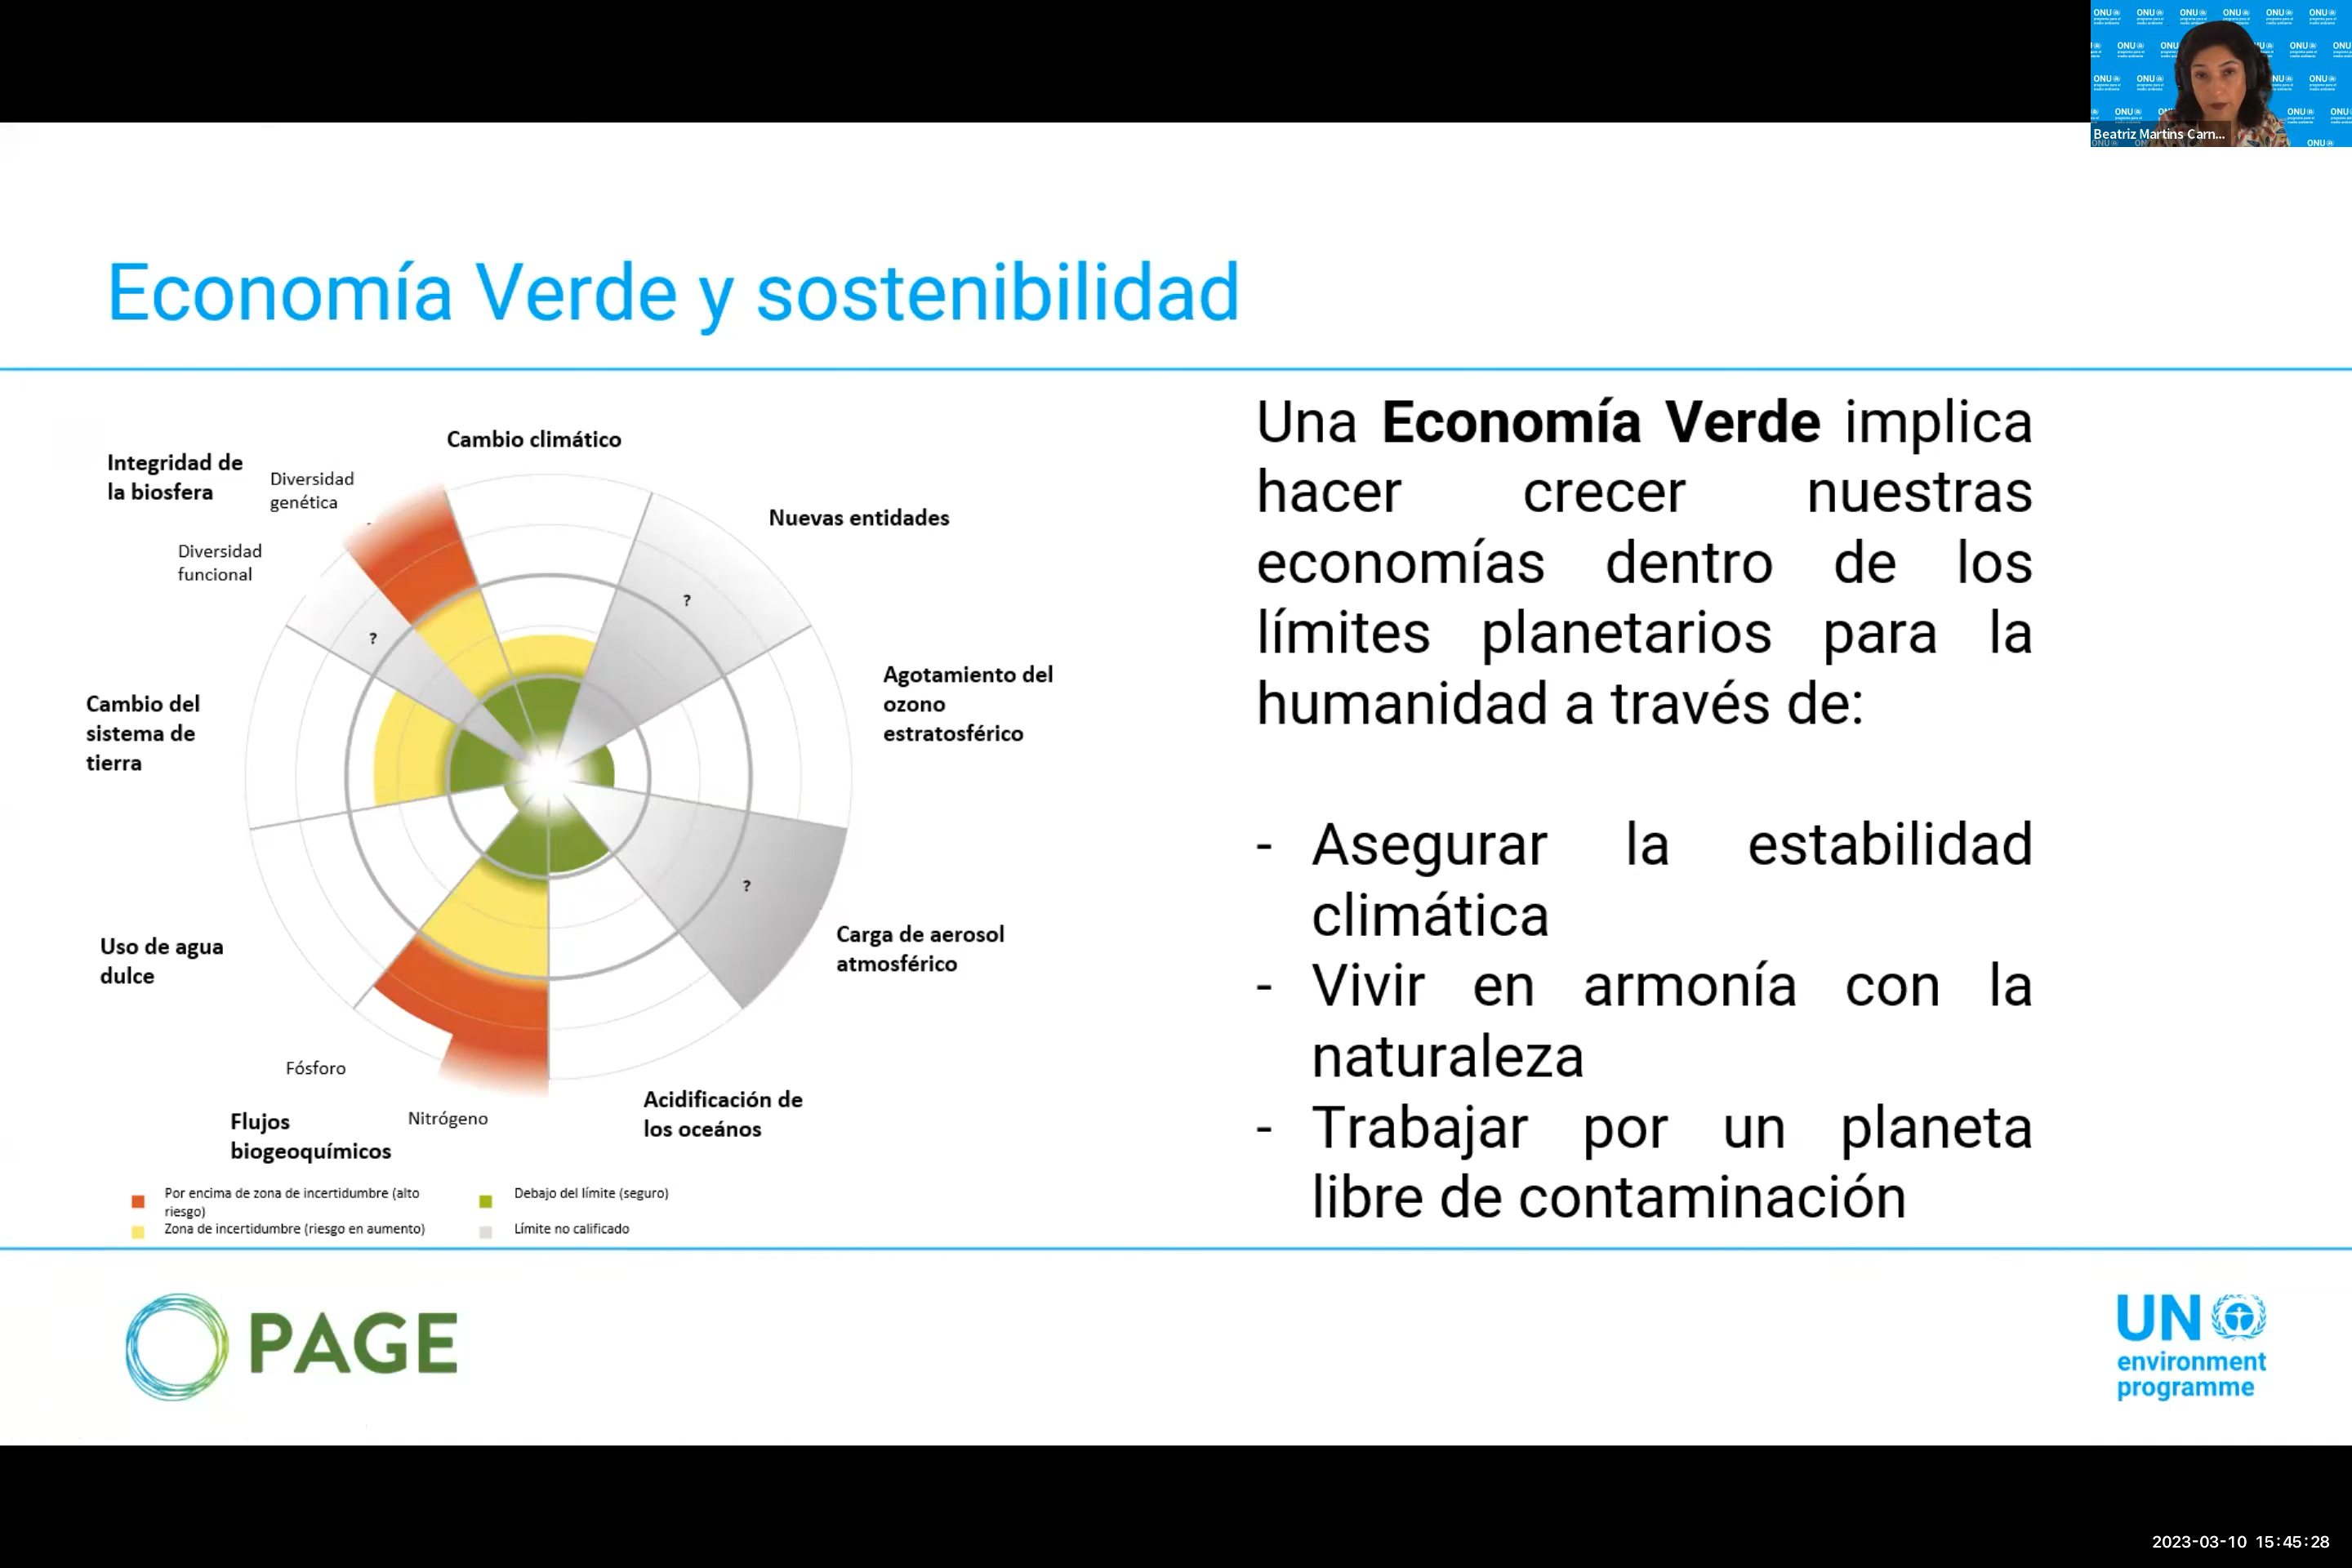 ONU
Beatriz Martins Carn...
Economía Verde y sostenibilidad
Cambio climático
Integridad de
la biosfera
Diversidad
genética
Diversidad
funcional
Nuevas entidades
?
?
Agotamiento del
ozono
estratosférico
Cambio del
sistema de
tierra
?
Carga de aerosol
atmosférico
Uso de agua
dulce
Fósforo
Nitrógeno
Flujos
biogeoquímicos
Acidificación de
los oceános
Por encima de zona de incertidumbre (alto
riesgo)
Zona de incertidumbre (riesgo en aumento)
Debajo del límite (seguro)
Límite no calificado
Una Economía Verde implica
hacer crecer nuestras
economías dentro de los
límites planetarios para la
humanidad a través de:
- Asegurar la estabilidad
climática
- Vivir en armonía con la
naturaleza
- Trabajar por un planeta
libre de contaminación
PAGE
UN
environment
programme
2023-03-10 15:45:28